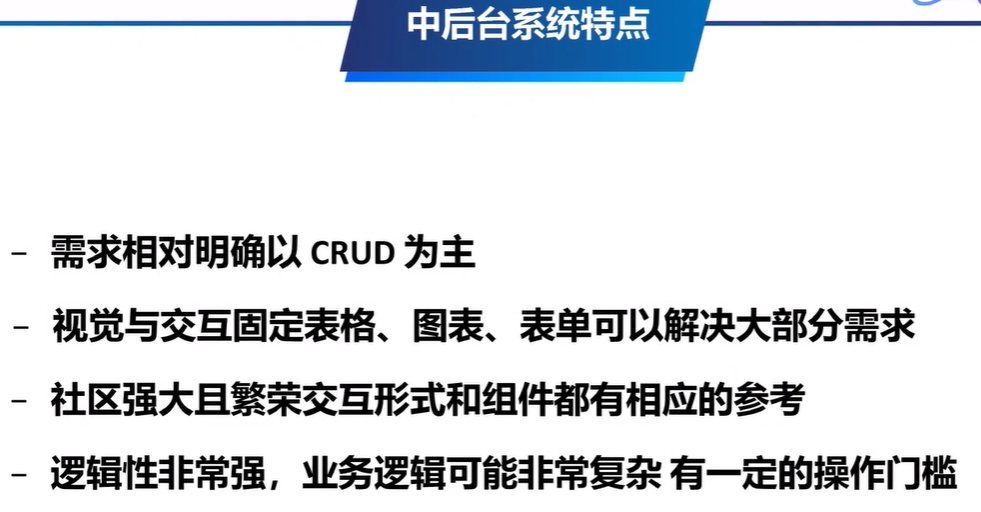 中后台系统特点
– 需求相对明确以 CRUD 为主
– 视觉与交互固定表格、图表、表单可以解决大部分需求
– 社区强大且繁荣交互形式和组件都有相应的参考
– 逻辑性非常强，业务逻辑可能非常复杂 有一定的操作门槛